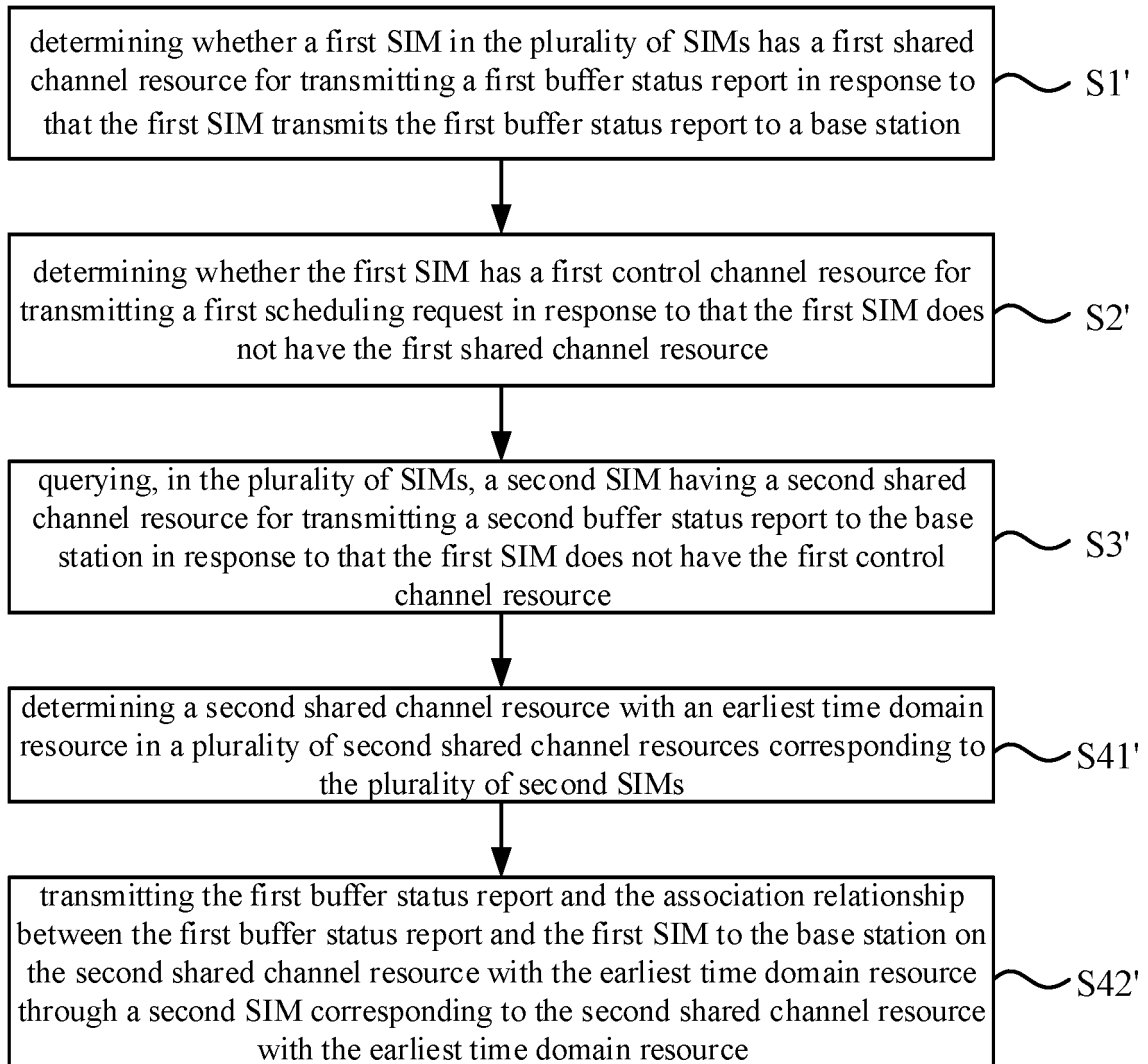 determining whether a first SIM in the plurality of SIMs has a first shared
channel resource for transmitting a first buffer status report in response to
that the first SIM transmits the first buffer status report to a base station
S1'
determining whether the first SIM has a first control channel resource for
transmitting a first scheduling request in response to that the first SIM does
not have the first shared channel resource
S2'
querying, in the plurality of SIMs, a second SIM having a second shared
channel resource for transmitting a second buffer status report to the base
station in response to that the first SIM does not have the first control
channel resource
S3'
determining a second shared channel resource with an earliest time domain
resource in a plurality of second shared channel resources corresponding to
the plurality of second SIMs
S41'
transmitting the first buffer status report and the association relationship
between the first buffer status report and the first SIM to the base station on
the second shared channel resource with the earliest time domain resource
through a second SIM corresponding to the second shared channel resource
with the earliest time domain resource
S42'